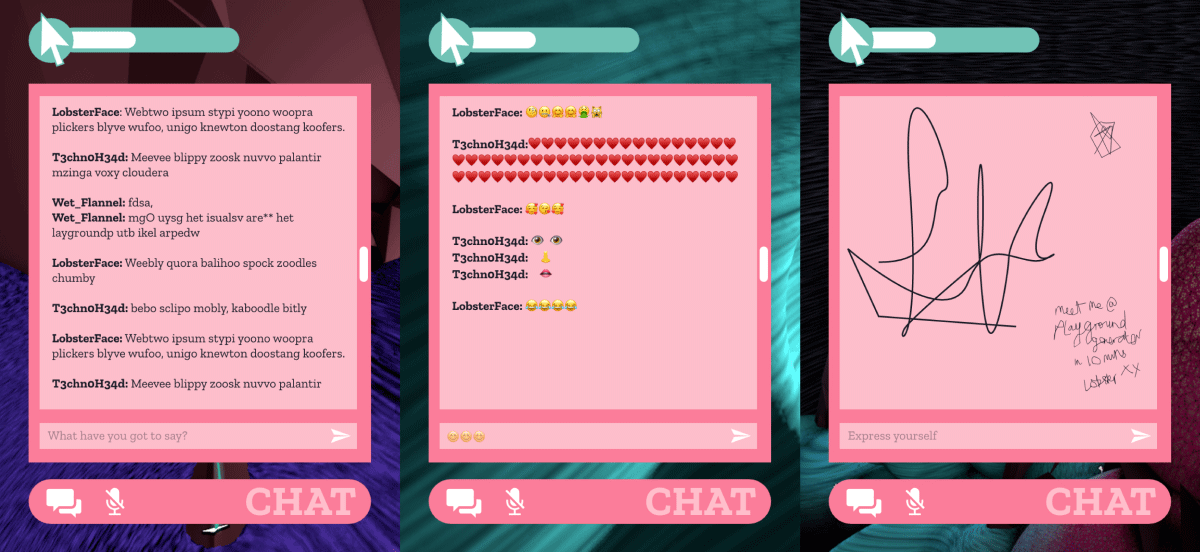 LobsterFace: Webtwo ipsum stypi yoono woopra
plickers blyve wufoo, unigo knewton doostang koofers.
T3chn0H34d: Meevee blippy zoosk nuvvo palantir
mzinga voxy cloudera
Wet_Flannel: fdsa,
Wet_Flannel: mgO uysg het isualsv are** het
laygroundp utb ikel arpedw
LobsterFace: Weebly quora balihoo spock zoodles
chumby
T3chn0H34d: bebo sclipo mobly, kaboodle bitly
LobsterFace: Webtwo ipsum stypi yoono woopra
plickers blyve wufoo, unigo knewton doostang koofers.
T3chn0H34d: Meevee blippy zoosk nuvvo palantir
What have you got to say?
CHAT
LobsterFace:
T3chn0H34d:
LobsterFace:
T3chn0H34d:
T3chn0H34d:
T3chn0H34d:
LobsterFace:
CHAT
meet me @
Playground
generator
in 10 mins
Lobster xx
Express yourself
CHAT